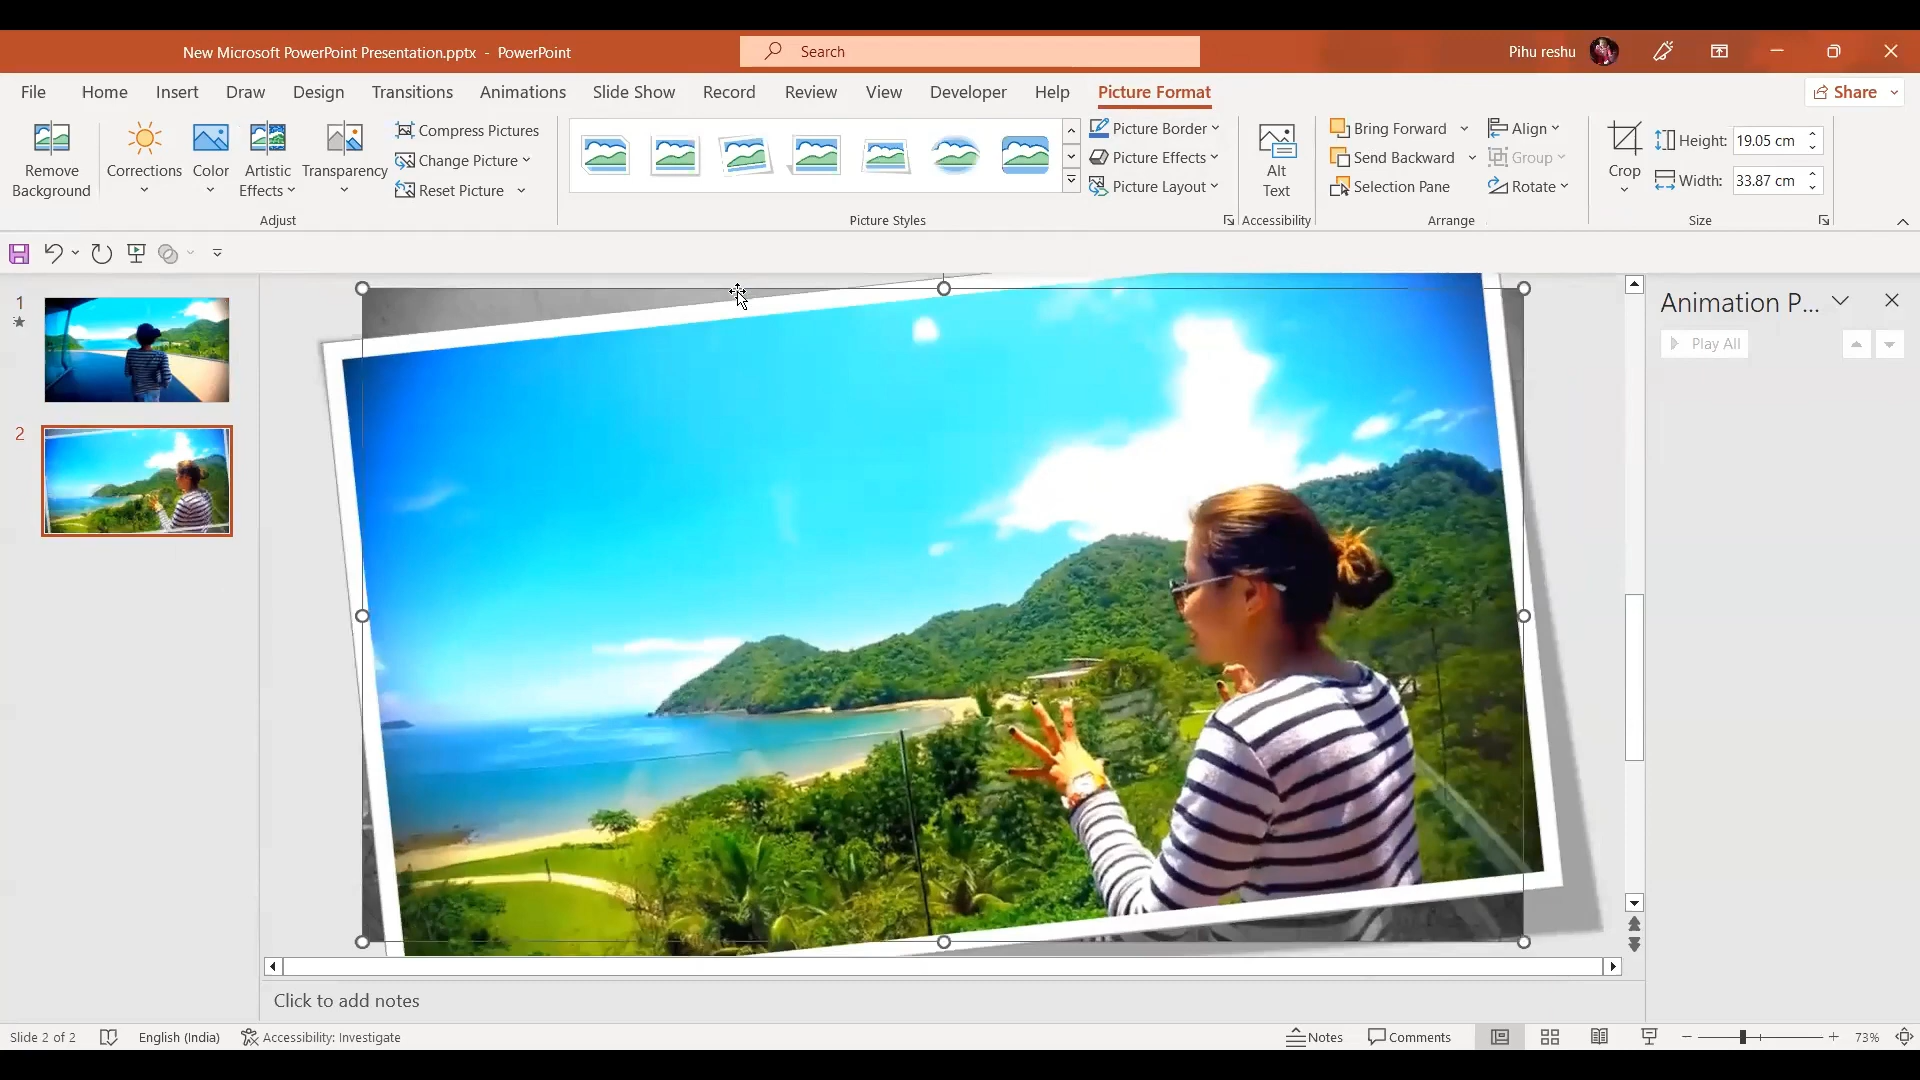 New Microsoft PowerPoint Presentation.pptx - PowerPoint
Search
Pihu reshu
File Home Insert Draw Design Transitions Animations Slide Show Record Review View Developer Help Picture Format
Share
Remove Background
Corrections
Color
Artistic Effects
Transparency
Compress Pictures
Change Picture
Reset Picture
Adjust
Picture Styles
Picture Border
Picture Effects
Picture Layout
Alt Text
Accessibility
Bring Forward
Send Backward
Selection Pane
Align
Group
Rotate
Arrange
Crop
Height: 19.05 cm
Width: 33.87 cm
Size
1
2
Animation P...
Play All
Click to add notes
Slide 2 of 2
English (India)
Accessibility: Investigate
Notes
Comments
73%